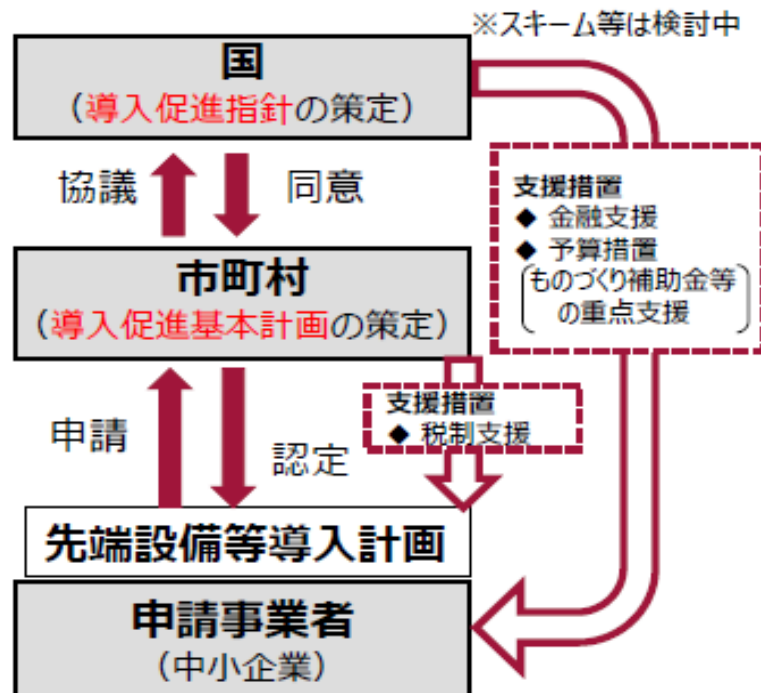 ※スキーム等は検討中
国
（導入促進指針の策定）
協議
同意
支援措置
◆ 金融支援
◆ 予算措置
ものづくり補助金等
の重点支援
市町村
（導入促進基本計画の策定）
支援措置
◆ 税制支援
申請
認定
先端設備等導入計画
申請事業者
（中小企業）